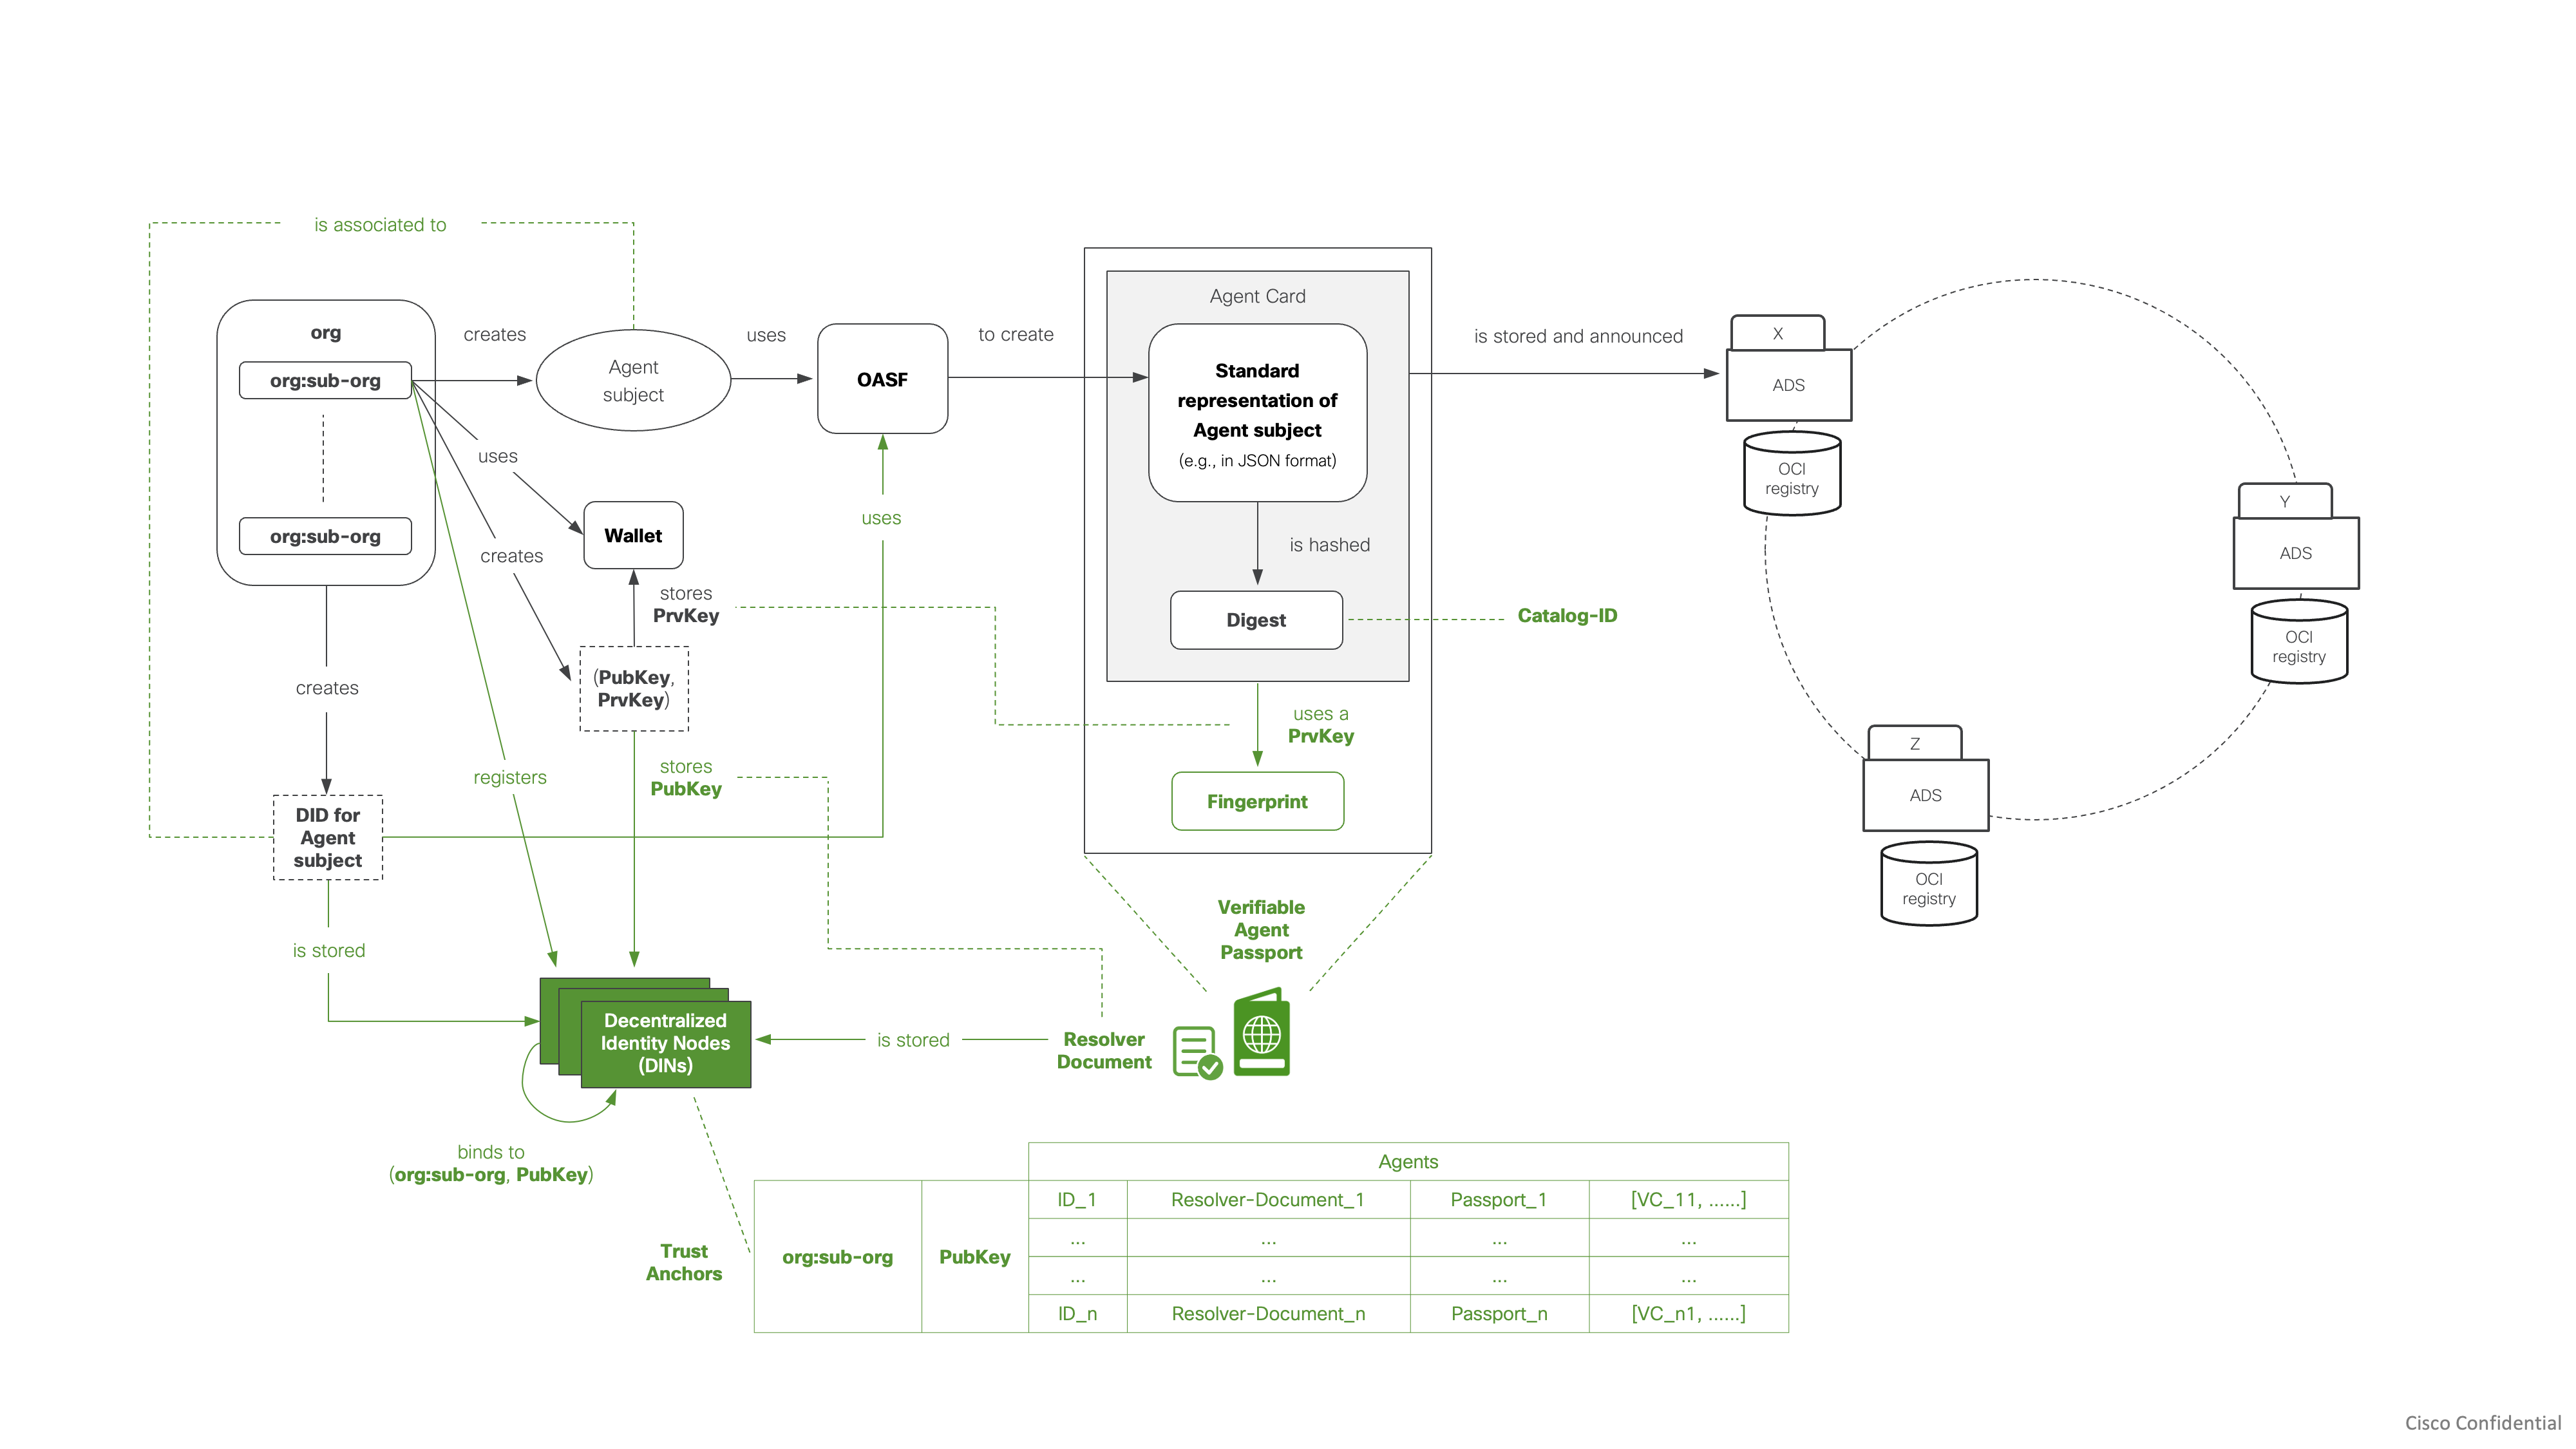 is associated to
org
org:sub-org
org:sub-org
creates
Agent
subject
uses
OASF
to create
Agent Card
Standard
representation of
Agent subject
(e.g., in JSON format)
is hashed
Digest
Catalog-ID
uses a
PrvKey
Fingerprint
is stored and announced
X
ADS
OCI
registry
Y
ADS
OCI
registry
Z
ADS
OCI
registry
uses
creates
Wallet
stores
PrvKey
(PubKey,
PrvKey)
uses
creates
registers
stores
PubKey
DID for
Agent
subject
is stored
Decentralized
Identity Nodes
(DINs)
is stored
Resolver
Document
Verifiable
Agent
Passport
binds to
(org:sub-org, PubKey)
Trust
Anchors
org:sub-org
PubKey
Agents
ID_1 Resolver-Document_1 Passport_1 [VC_11, ......]
... ... ... ...
... ... ... ...
ID_n Resolver-Document_n Passport_n [VC_n1, ......]
Cisco Confidential